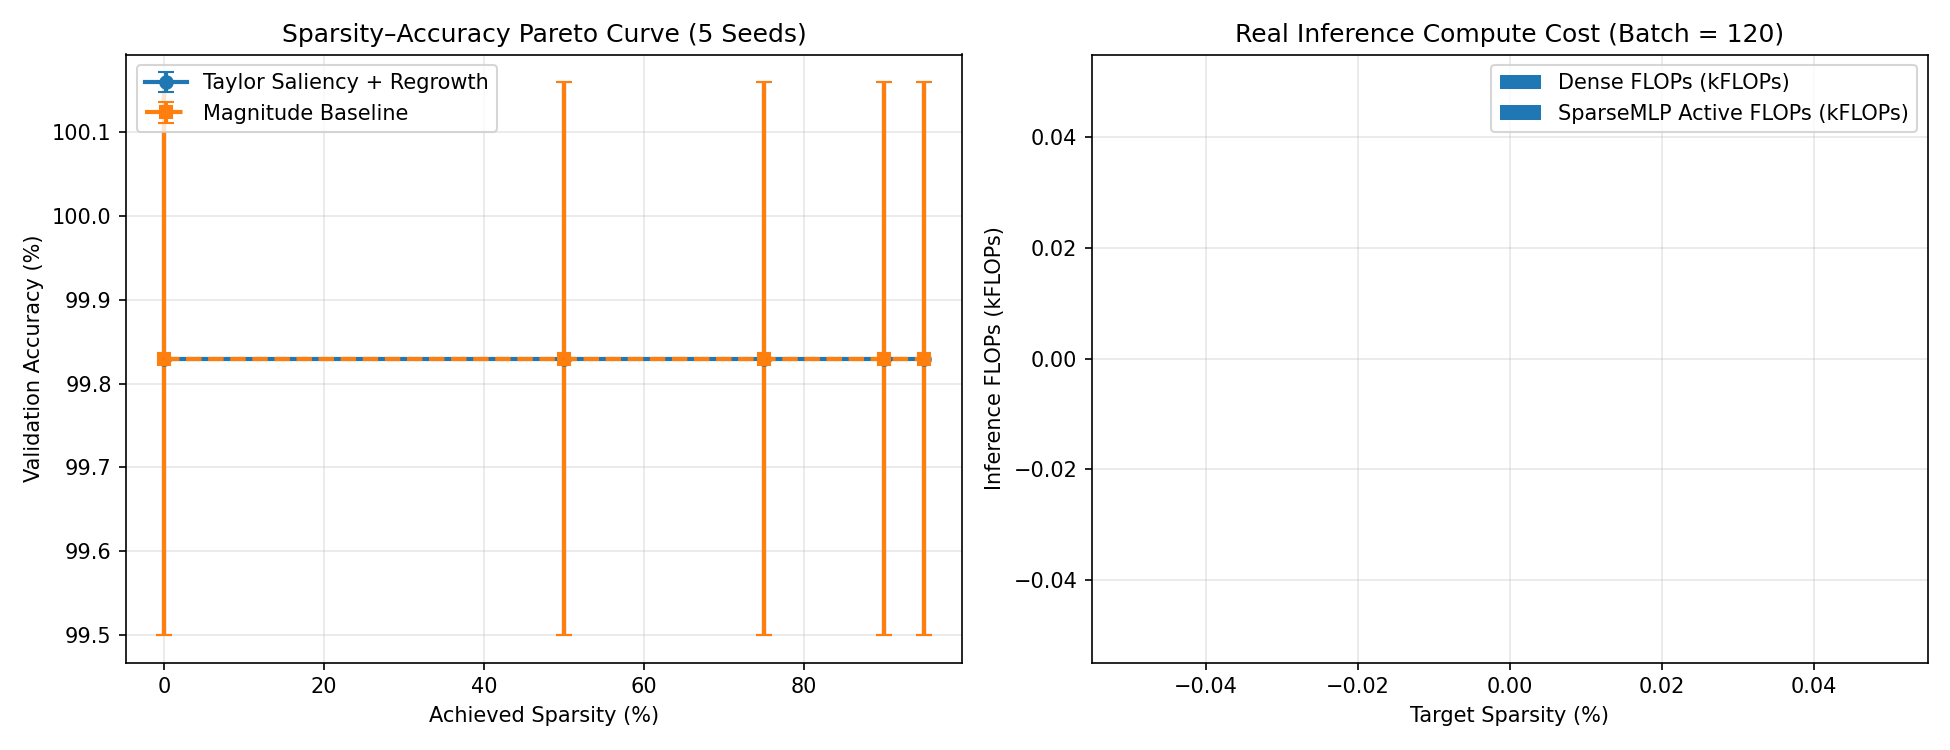 Sparsity–Accuracy Pareto Curve (5 Seeds)
Taylor Saliency + Regrowth
Magnitude Baseline
Validation Accuracy (%)
100.1
100.0
99.9
99.8
99.7
99.6
99.5
0
20
40
60
80
Achieved Sparsity (%)
Real Inference Compute Cost (Batch = 120)
Dense FLOPs (kFLOPs)
SparseMLP Active FLOPs (kFLOPs)
Inference FLOPs (kFLOPs)
0.04
0.02
0.00
−0.02
−0.04
−0.04
−0.02
0.00
0.02
0.04
Target Sparsity (%)